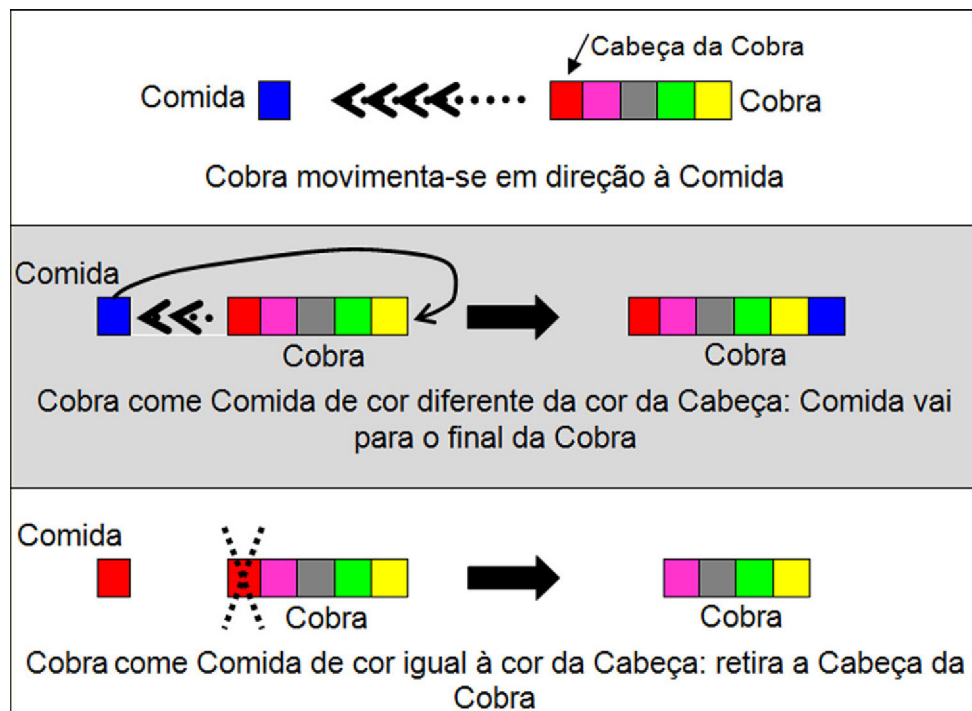 Cabeça da Cobra
Comida
Cobra
Cobra movimenta-se em direção à Comida
Comida
Cobra
Cobra
Cobra come Comida de cor diferente da cor da Cabeça: Comida vai
para o final da Cobra
Comida
Cobra
Cobra
Cobra come Comida de cor igual à cor da Cabeça: retira a Cabeça da
Cobra